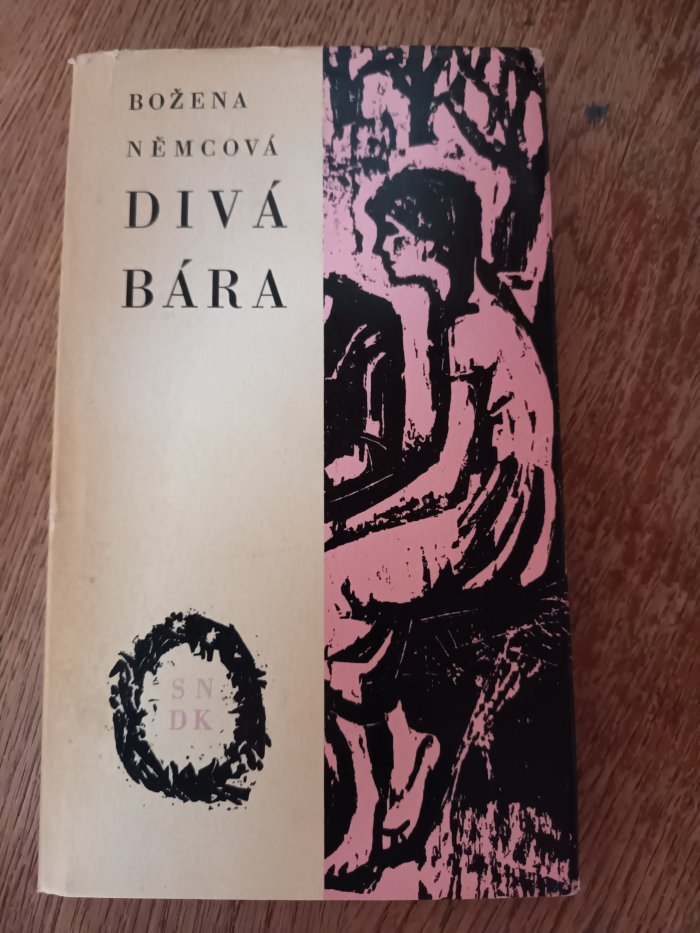 BOŽENA
NĚMCOVÁ
DIVÁ
BÁRA
SN
DK